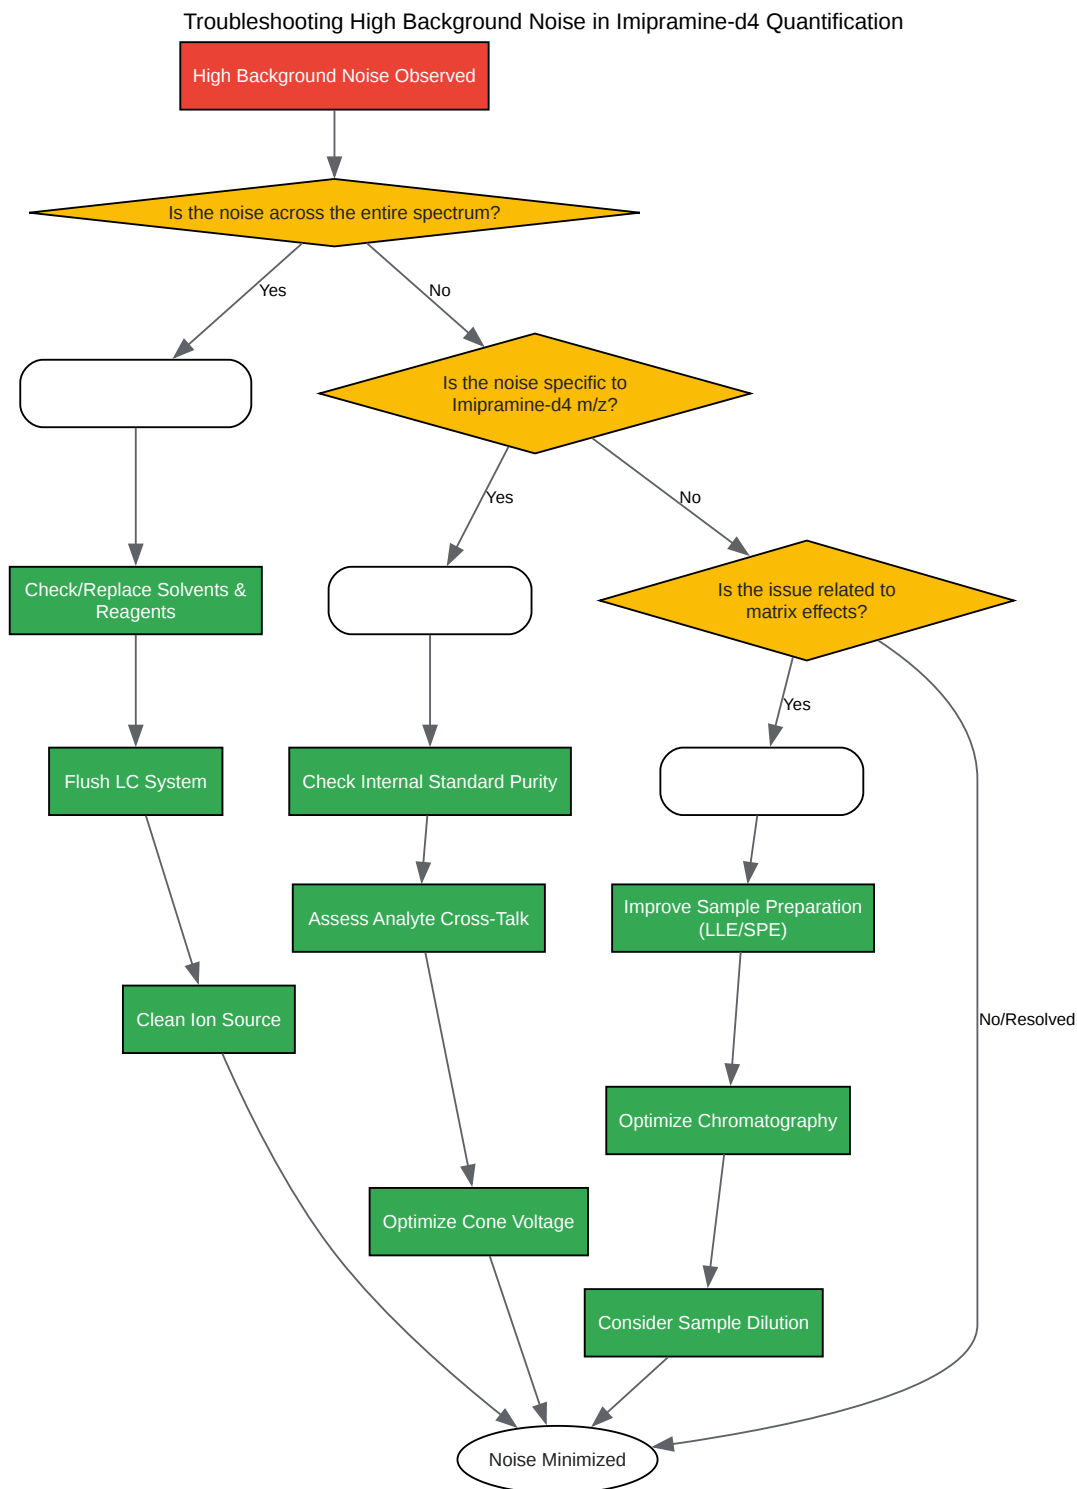 Troubleshooting High Background Noise in Imipramine-d4 Quantification
High Background Noise Observed
Is the noise across the entire spectrum?
Yes
No
Is the noise specific to
Imipramine-d4 m/z?
Yes
No
Check/Replace Solvents &
Reagents
Is the issue related to
matrix effects?
Yes
Flush LC System
Check Internal Standard Purity
Assess Analyte Cross-Talk
Improve Sample Preparation
(LLE/SPE)
Clean Ion Source
No/Resolved
Optimize Chromatography
Optimize Cone Voltage
Consider Sample Dilution
Noise Minimized